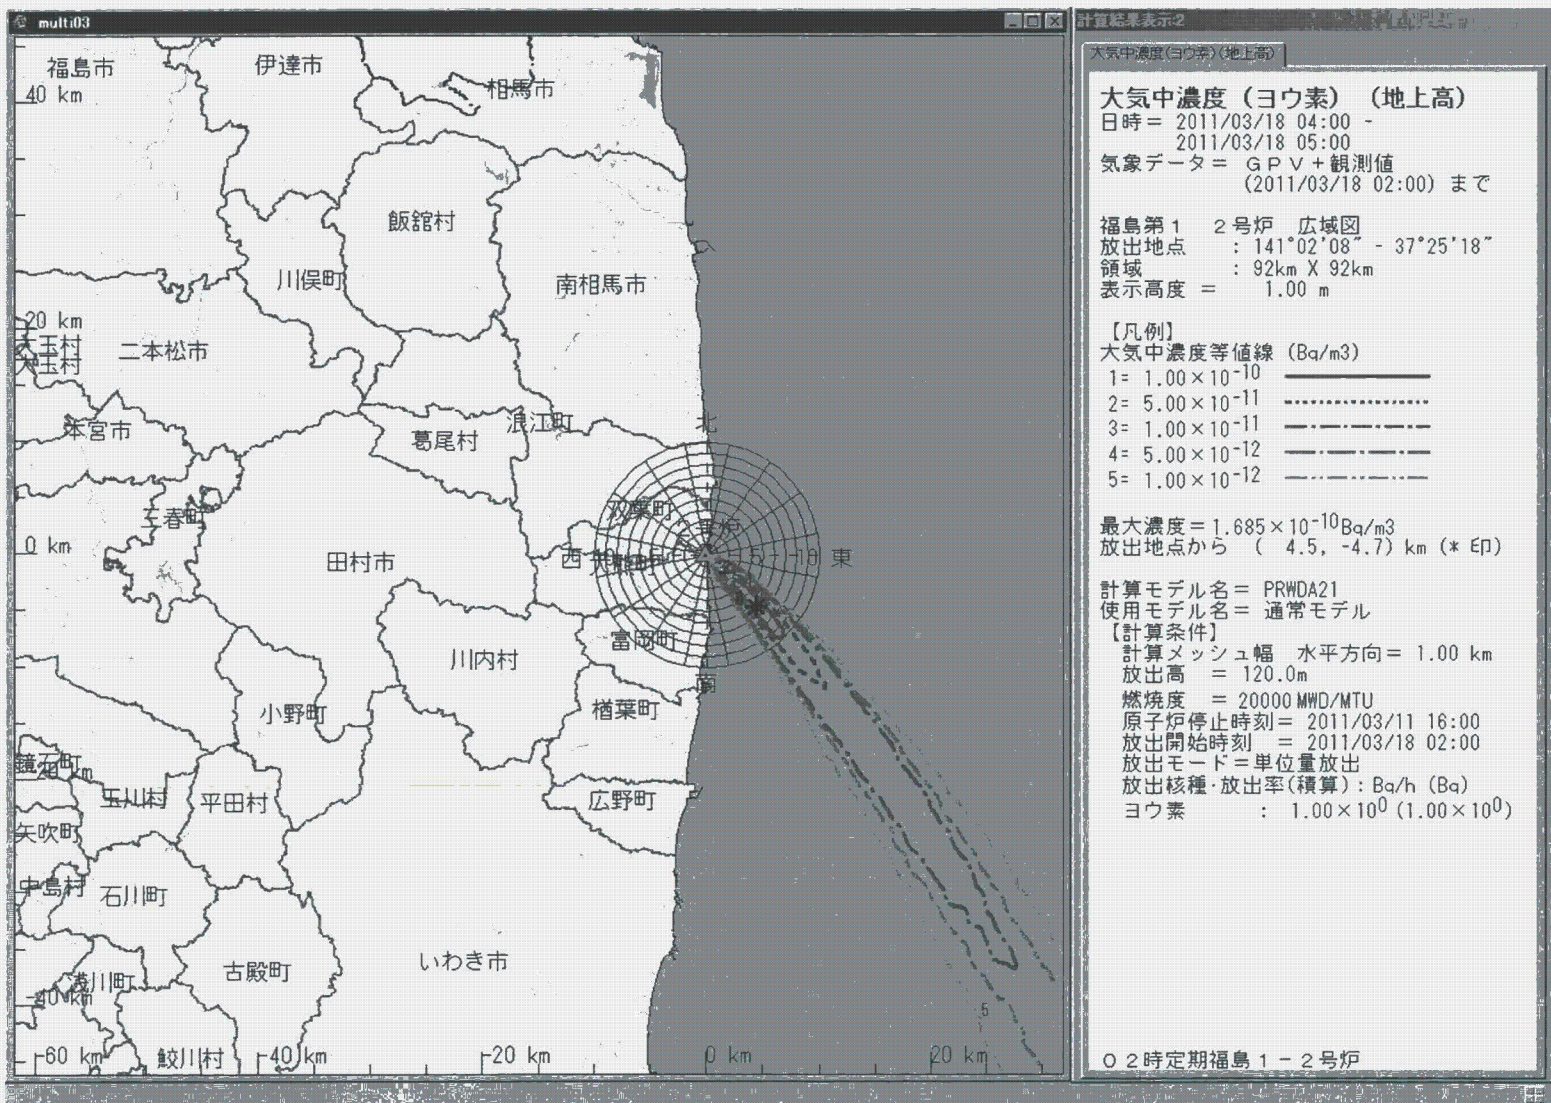 multi03
福島市
伊達市
相馬市
40 km
飯舘村
川俣町
南相馬市
20 km
大玉村
大玉村
二本松市
本宮市
葛尾村
浪江町
北
三春町
双葉町
0 km
田村市
西
東
富岡町
川内村
南
小野町
楢葉町
鏡石町
玉川村
平田村
広野町
矢吹町
中島村
石川町
いわき市
古殿町
浅川町
-40 km
5
-60 km
鮫川村
-40 km
-20 km
0 km
20 km
計算結果表示:2
大気中濃度(ヨウ素)(地上高)
大気中濃度(ヨウ素) (地上高)
日時= 2011/03/18 04:00 -
2011/03/18 05:00
気象データ= GPV+観測値
(2011/03/18 02:00) まで
福島第1 2号炉 広域図
放出地点 : 141°02'08" - 37°25'18"
領域 : 92km X 92km
表示高度 = 1.00 m
【凡例】
大気中濃度等値線 (Bq/m3)
1= 1.00×10⁻¹⁰
2= 5.00×10⁻¹¹
3= 1.00×10⁻¹¹
4= 5.00×10⁻¹²
5= 1.00×10⁻¹²
最大濃度=1.685×10⁻¹⁰Bq/m3
放出地点から ( 4.5, -4.7) km (* 印)
計算モデル名= PRWDA21
使用モデル名= 通常モデル
【計算条件】
計算メッシュ幅 水平方向= 1.00 km
放出高 = 120.0m
燃焼度 = 20000MWD/MTU
原子炉停止時刻= 2011/03/11 16:00
放出開始時刻 = 2011/03/18 02:00
放出モード=単位量放出
放出核種・放出率(積算):Bq/h (Bq)
ヨウ素 : 1.00×10⁰ (1.00×10⁰)
02時定期福島1-2号炉